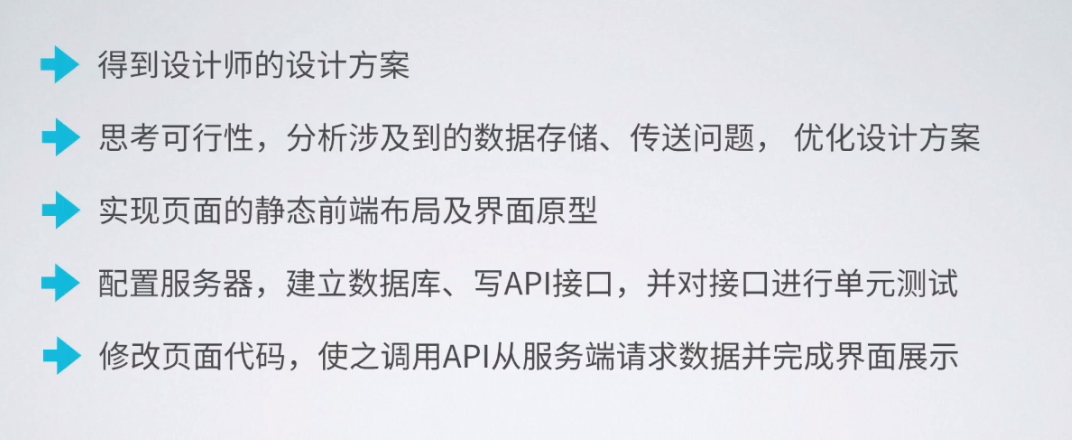 得到设计师的设计方案
思考可行性，分析涉及到的数据存储、传送问题， 优化设计方案
实现页面的静态前端布局及界面原型
配置服务器，建立数据库、写API接口，并对接口进行单元测试
修改页面代码，使之调用API从服务端请求数据并完成界面展示